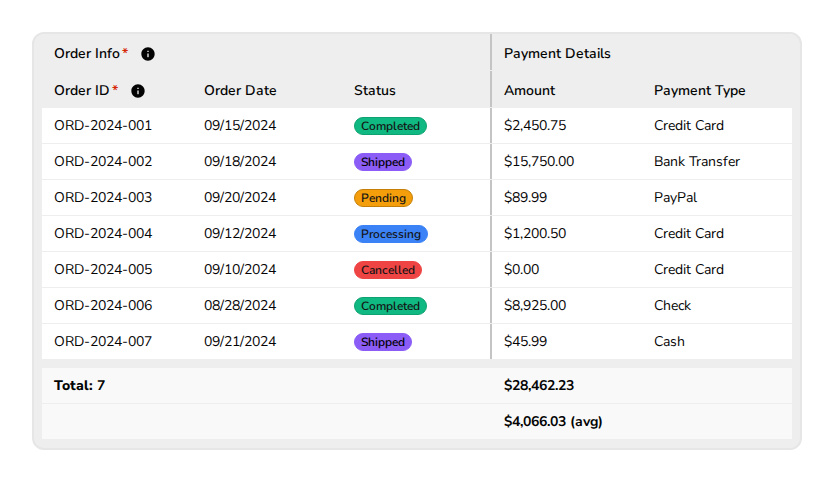 Order Info* Payment Details
Order ID* Order Date Status Amount Payment Type
ORD-2024-001 09/15/2024 Completed $2,450.75 Credit Card
ORD-2024-002 09/18/2024 Shipped $15,750.00 Bank Transfer
ORD-2024-003 09/20/2024 Pending $89.99 PayPal
ORD-2024-004 09/12/2024 Processing $1,200.50 Credit Card
ORD-2024-005 09/10/2024 Cancelled $0.00 Credit Card
ORD-2024-006 08/28/2024 Completed $8,925.00 Check
ORD-2024-007 09/21/2024 Shipped $45.99 Cash
Total: 7 $28,462.23
$4,066.03 (avg)